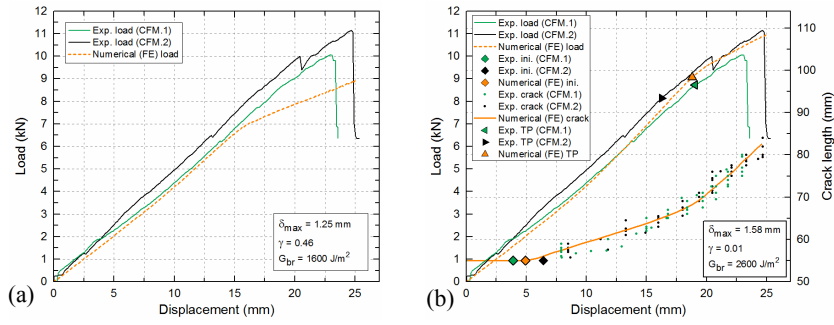 12
11
10
9
8
7
6
5
4
3
2
1
0
Load (kN)
0 5 10 15 20 25 30
Displacement (mm)
Exp. load (CFM.1)
Exp. load (CFM.2)
Numerical (FE) load
δmax = 1.25 mm
γ = 0.46
Gbr = 1600 J/m²
(a)
12
11
10
9
8
7
6
5
4
3
2
1
0
Load (kN)
0 5 10 15 20 25 30
Displacement (mm)
110
100
90
80
70
60
50
Crack length (mm)
Exp. load (CFM.1)
Exp. load (CFM.2)
Numerical (FE) load
Exp. ini. (CFM.1)
Exp. ini. (CFM.2)
Numerical (FE) ini.
Exp. crack (CFM.1)
Exp. crack (CFM.2)
Numerical (FE) crack
Exp. TP (CFM.1)
Exp. TP (CFM.2)
Numerical (FE) TP
δmax = 1.58 mm
γ = 0.01
Gbr = 2600 J/m²
(b)